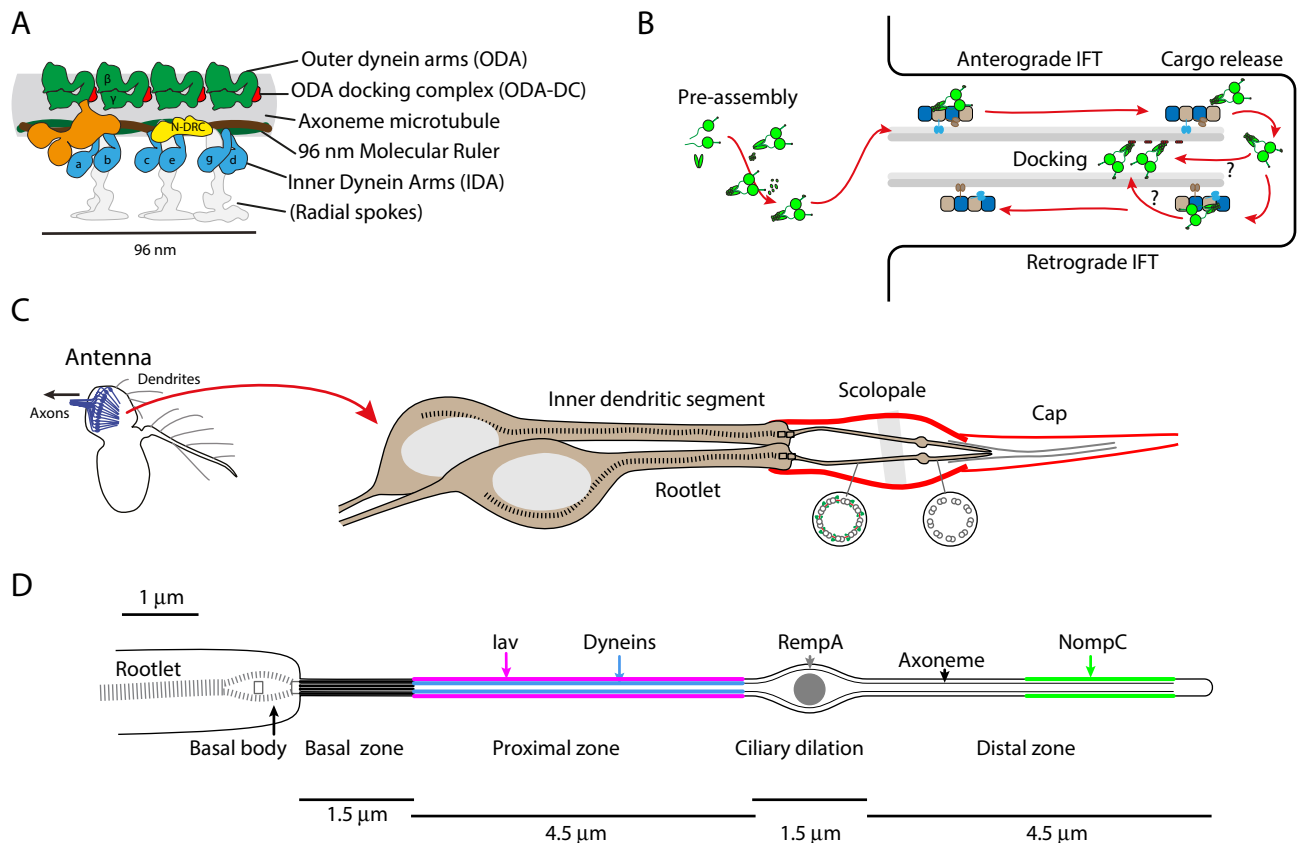 A
Outer dynein arms (ODA)
ODA docking complex (ODA-DC)
Axoneme microtubule
96 nm Molecular Ruler
Inner Dynein Arms (IDA)
(Radial spokes)
β
γ
N-DRC
a
b
c
e
g
d
96 nm
B
Pre-assembly
Anterograde IFT
Cargo release
Docking
?
?
Retrograde IFT
C
Antenna
Dendrites
Axons
Inner dendritic segment
Rootlet
Scolopale
Cap
D
1 μm
Rootlet
Iav
Dyneins
RempA
Axoneme
NompC
Basal body
Basal zone
Proximal zone
Ciliary dilation
Distal zone
1.5 μm
4.5 μm
1.5 μm
4.5 μm